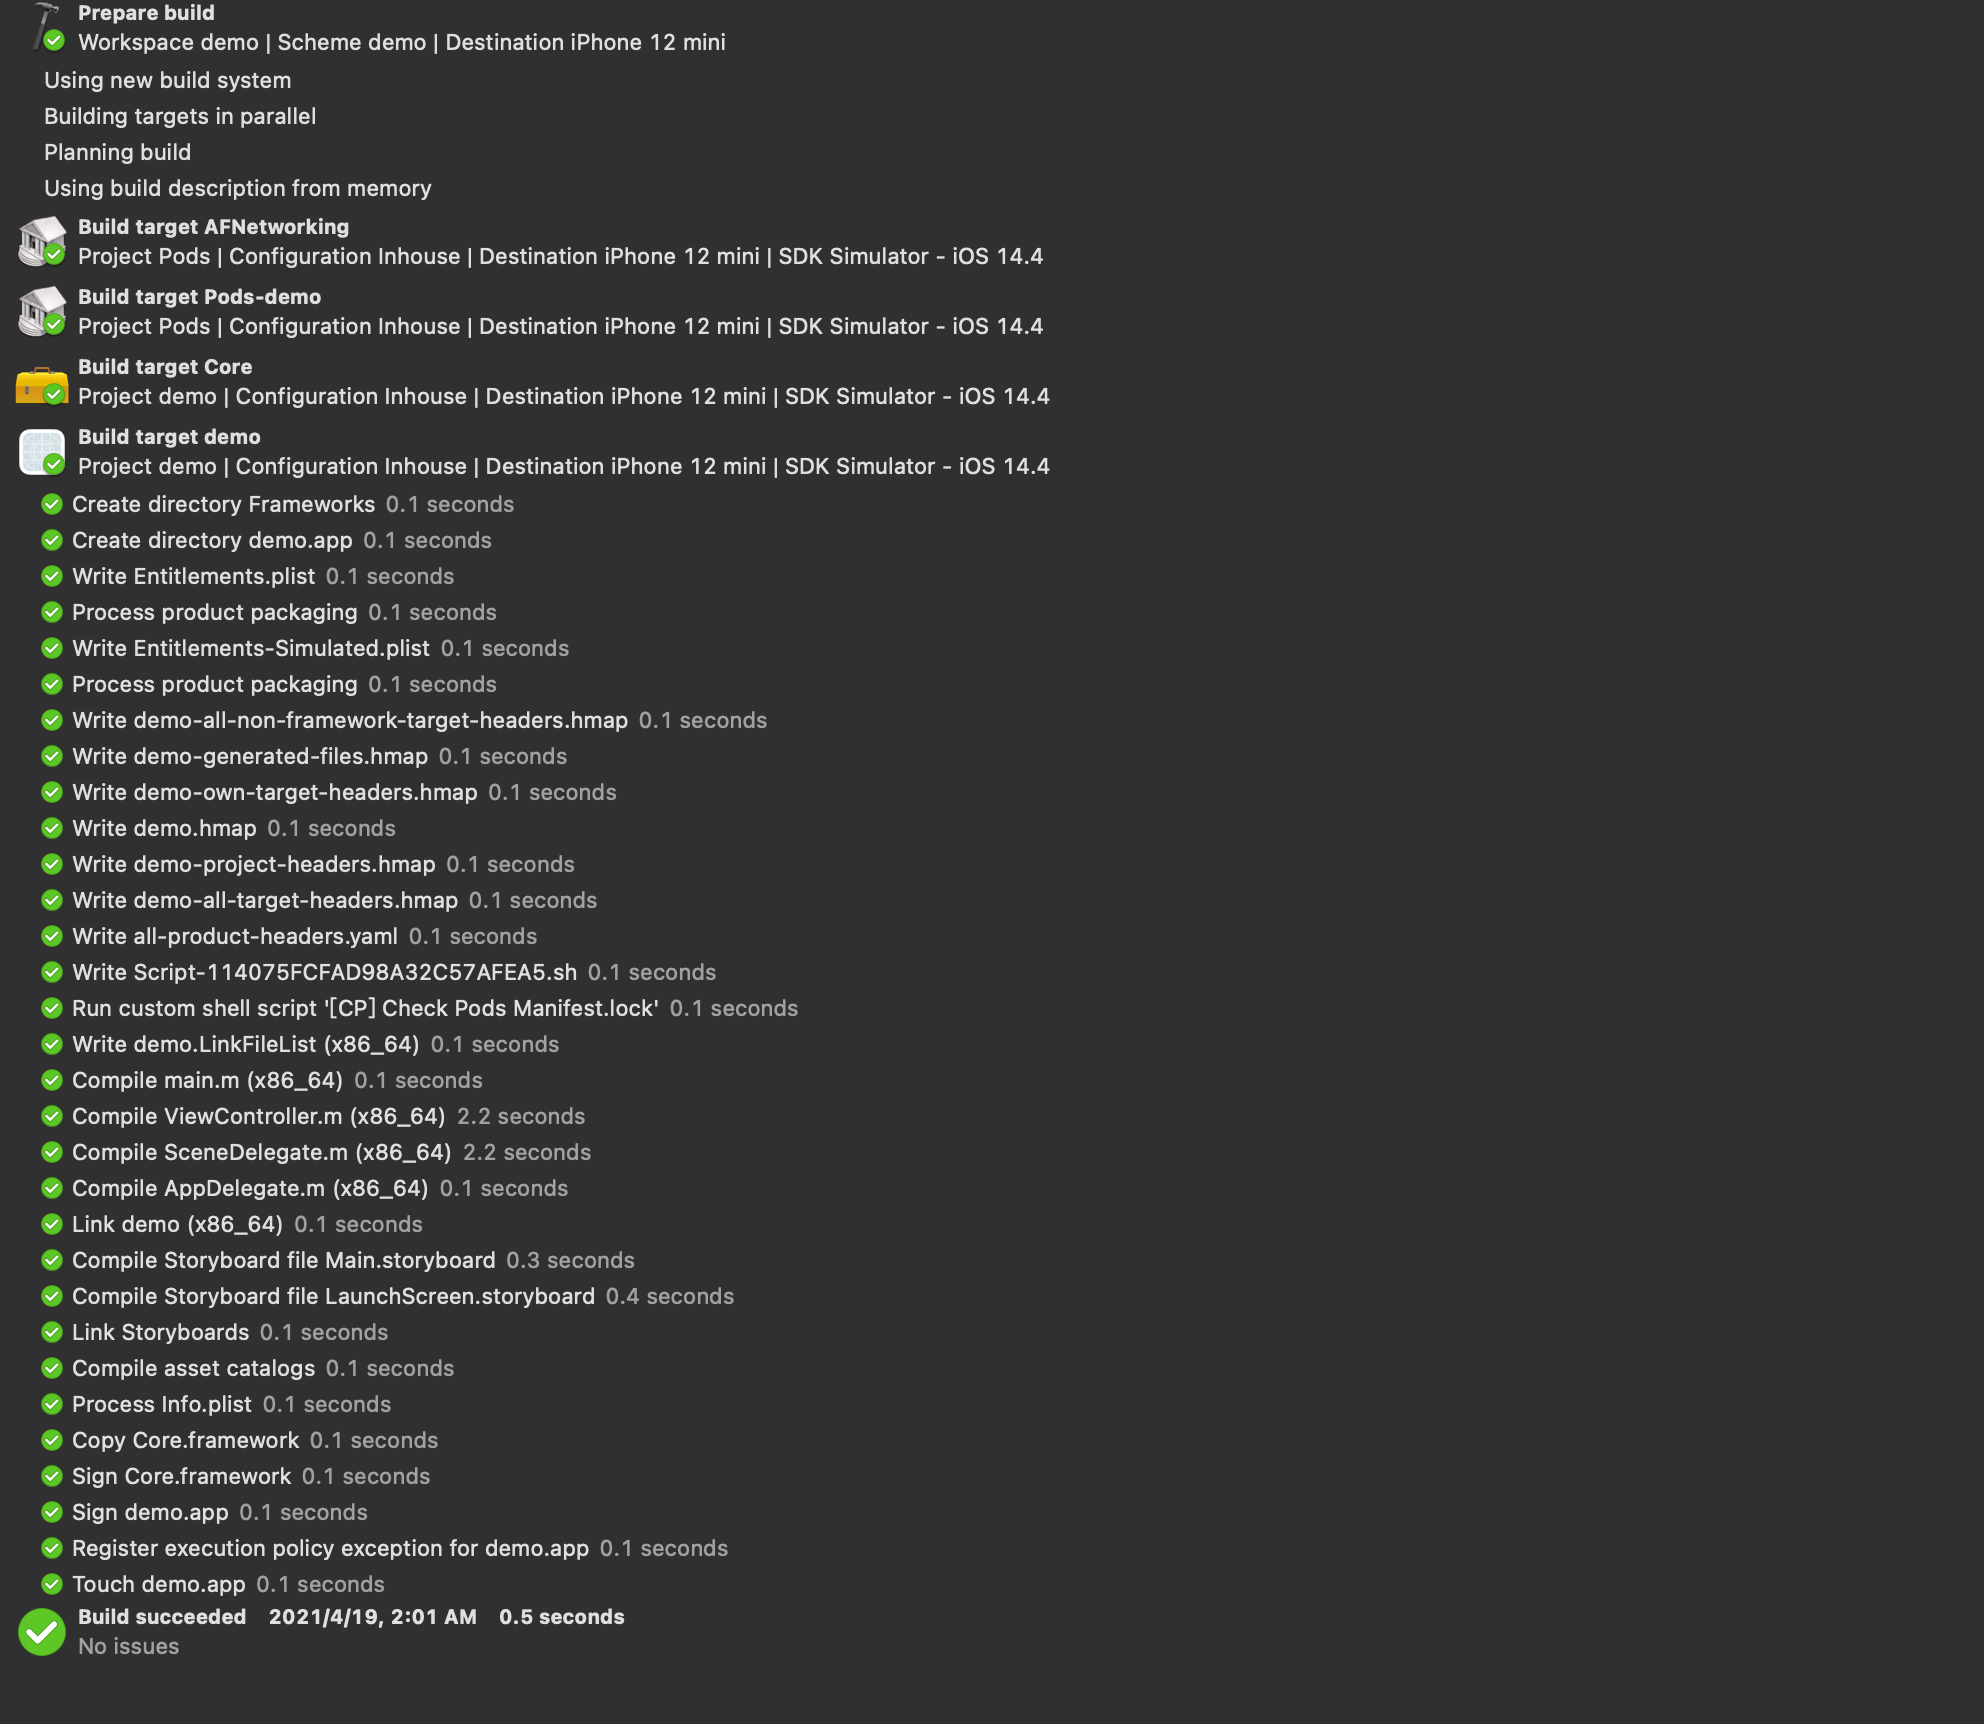 Prepare build
Workspace demo | Scheme demo | Destination iPhone 12 mini
Using new build system
Building targets in parallel
Planning build
Using build description from memory
Build target AFNetworking
Project Pods | Configuration Inhouse | Destination iPhone 12 mini | SDK Simulator - iOS 14.4
Build target Pods-demo
Project Pods | Configuration Inhouse | Destination iPhone 12 mini | SDK Simulator - iOS 14.4
Build target Core
Project demo | Configuration Inhouse | Destination iPhone 12 mini | SDK Simulator - iOS 14.4
Build target demo
Project demo | Configuration Inhouse | Destination iPhone 12 mini | SDK Simulator - iOS 14.4
Create directory Frameworks 0.1 seconds
Create directory demo.app 0.1 seconds
Write Entitlements.plist 0.1 seconds
Process product packaging 0.1 seconds
Write Entitlements-Simulated.plist 0.1 seconds
Process product packaging 0.1 seconds
Write demo-all-non-framework-target-headers.hmap 0.1 seconds
Write demo-generated-files.hmap 0.1 seconds
Write demo-own-target-headers.hmap 0.1 seconds
Write demo.hmap 0.1 seconds
Write demo-project-headers.hmap 0.1 seconds
Write demo-all-target-headers.hmap 0.1 seconds
Write all-product-headers.yaml 0.1 seconds
Write Script-114075FCFAD98A32C57AFEA5.sh 0.1 seconds
Run custom shell script '[CP] Check Pods Manifest.lock' 0.1 seconds
Write demo.LinkFileList (x86_64) 0.1 seconds
Compile main.m (x86_64) 0.1 seconds
Compile ViewController.m (x86_64) 2.2 seconds
Compile SceneDelegate.m (x86_64) 2.2 seconds
Compile AppDelegate.m (x86_64) 0.1 seconds
Link demo (x86_64) 0.1 seconds
Compile Storyboard file Main.storyboard 0.3 seconds
Compile Storyboard file LaunchScreen.storyboard 0.4 seconds
Link Storyboards 0.1 seconds
Compile asset catalogs 0.1 seconds
Process Info.plist 0.1 seconds
Copy Core.framework 0.1 seconds
Sign Core.framework 0.1 seconds
Sign demo.app 0.1 seconds
Register execution policy exception for demo.app 0.1 seconds
Touch demo.app 0.1 seconds
Build succeeded 2021/4/19, 2:01 AM 0.5 seconds
No issues